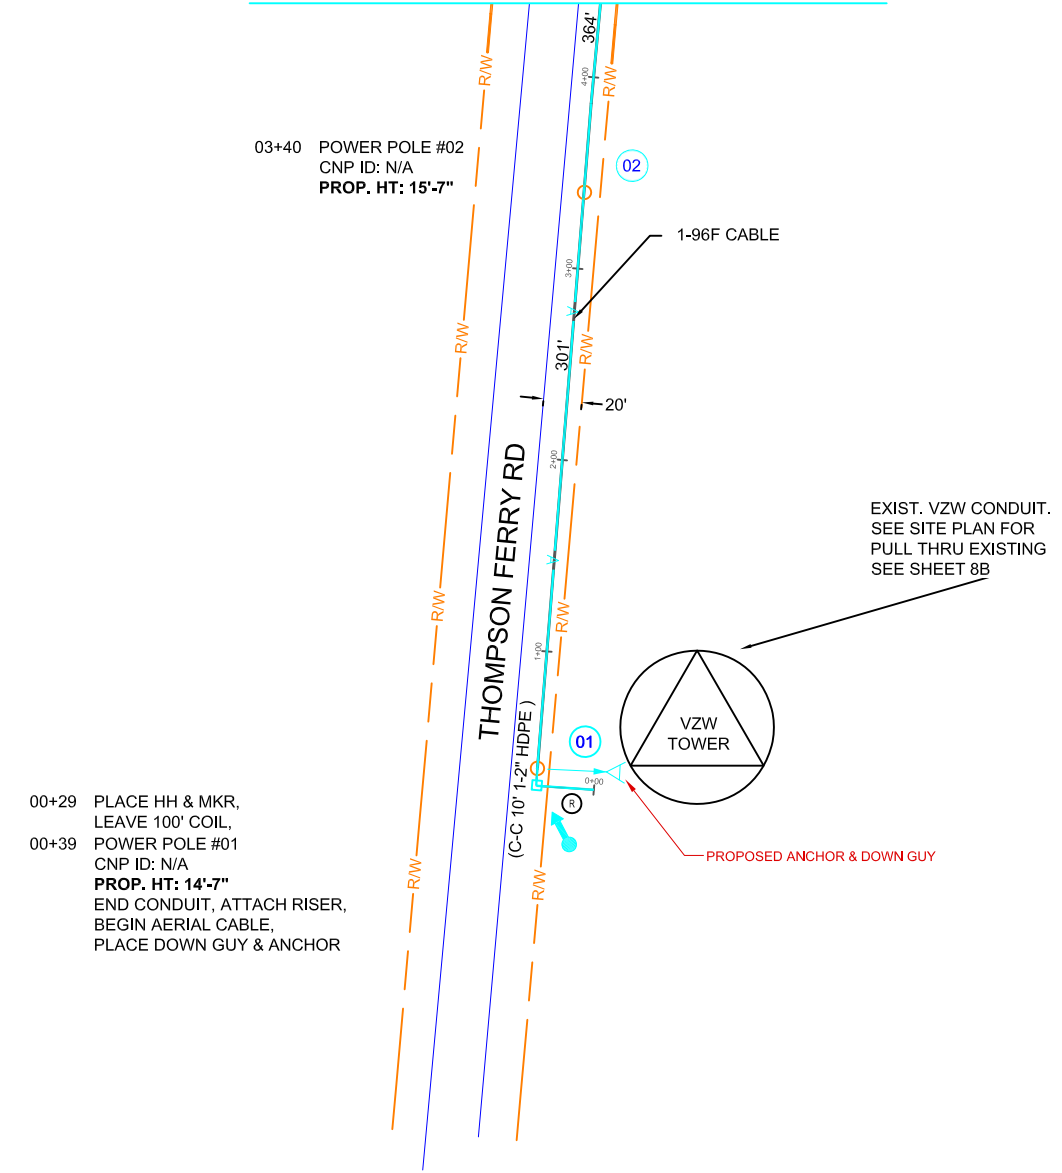 364'
R/W
R/W
4+00
03+40 POWER POLE #02
CNP ID: N/A
PROP. HT: 15'-7"
02
1-96F CABLE
3+00
R/W
R/W
301'
20'
2+00
THOMPSON FERRY RD
EXIST. VZW CONDUIT.
SEE SITE PLAN FOR
PULL THRU EXISTING
SEE SHEET 8B
R/W
R/W
1+00
VZW
TOWER
(C-C 10' 1-2" HDPE )
01
0+00
R
00+29 PLACE HH & MKR,
LEAVE 100' COIL,
00+39 POWER POLE #01
CNP ID: N/A
PROP. HT: 14'-7"
END CONDUIT, ATTACH RISER,
BEGIN AERIAL CABLE,
PLACE DOWN GUY & ANCHOR
PROPOSED ANCHOR & DOWN GUY
R/W
R/W